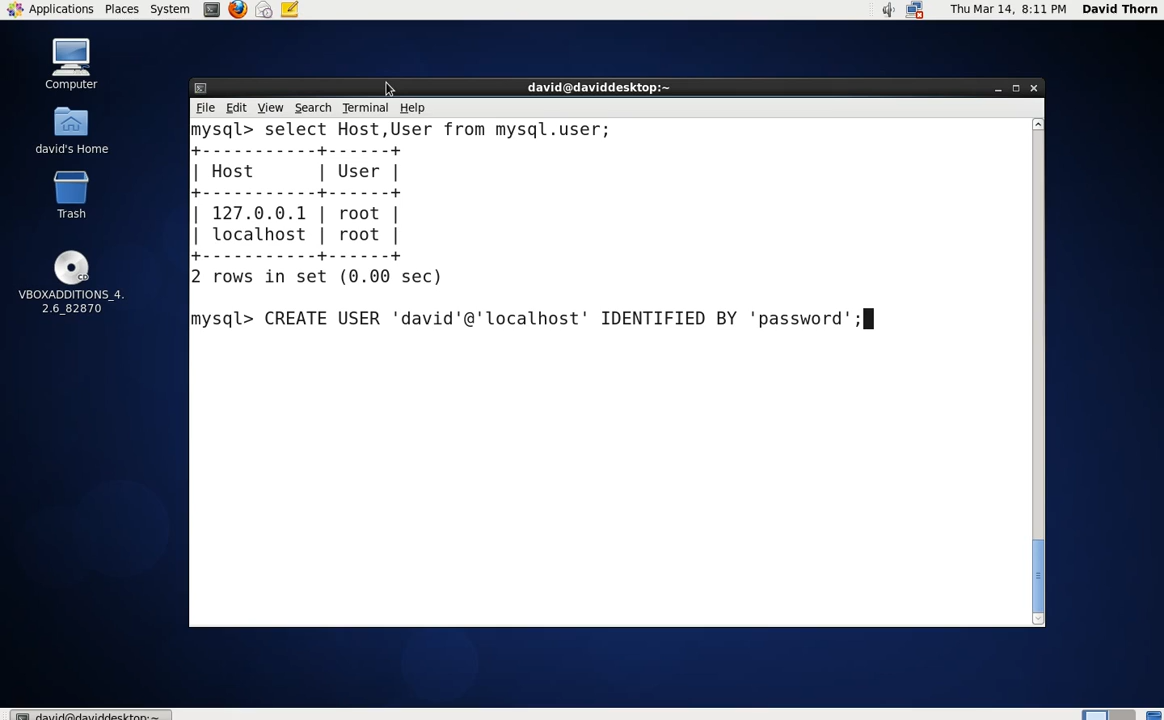 Applications Places System
Thu Mar 14, 8:11 PM David Thorn
Computer
david's Home
Trash
CD
VBOXADDITIONS_4.
2.6_82870
david@daviddesktop:~
File Edit View Search Terminal Help
mysql> select Host,User from mysql.user;
+-----------+------+
| Host      | User |
+-----------+------+
| 127.0.0.1 | root |
| localhost | root |
+-----------+------+
2 rows in set (0.00 sec)
mysql> CREATE USER 'david'@'localhost' IDENTIFIED BY 'password';
david@daviddesktop:~